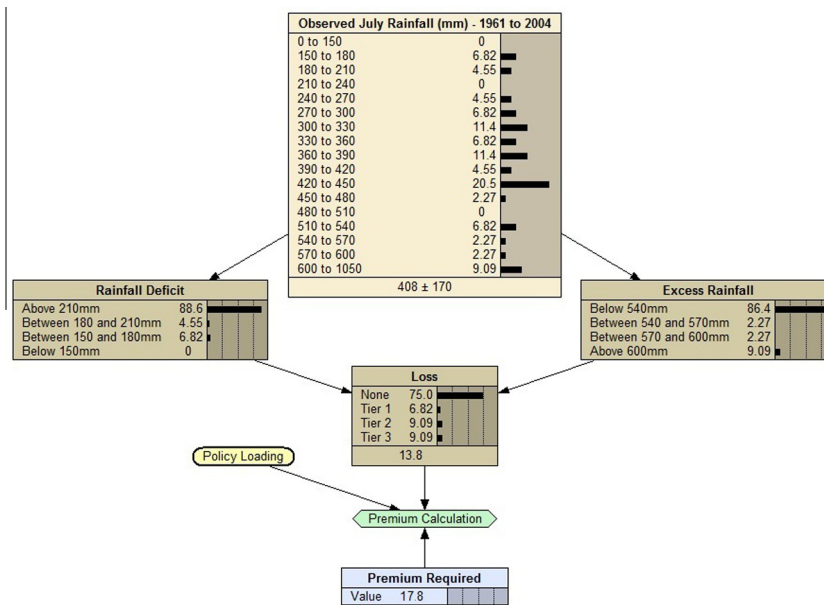 Observed July Rainfall (mm) - 1961 to 2004
0 to 150 0
150 to 180 6.82
180 to 210 4.55
210 to 240 0
240 to 270 4.55
270 to 300 6.82
300 to 330 11.4
330 to 360 6.82
360 to 390 11.4
390 to 420 4.55
420 to 450 20.5
450 to 480 2.27
480 to 510 0
510 to 540 6.82
540 to 570 2.27
570 to 600 2.27
600 to 1050 9.09
408 ± 170
Rainfall Deficit
Above 210mm 88.6
Between 180 and 210mm 4.55
Between 150 and 180mm 6.82
Below 150mm 0
Excess Rainfall
Below 540mm 86.4
Between 540 and 570mm 2.27
Between 570 and 600mm 2.27
Above 600mm 9.09
Loss
None 75.0
Tier 1 6.82
Tier 2 9.09
Tier 3 9.09
13.8
Policy Loading
Premium Calculation
Premium Required
Value 17.8